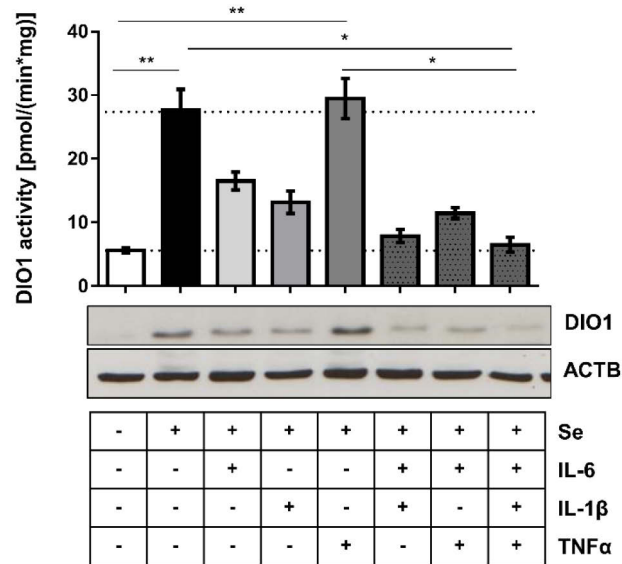 **
*
**
*
DIO1 activity [pmol/(min*mg)]
40
30
20
10
0
DIO1
ACTB
- + + + + + + + Se
- - + - - + + + IL-6
- - - + - + - + IL-1β
- - - - + - + + TNFα